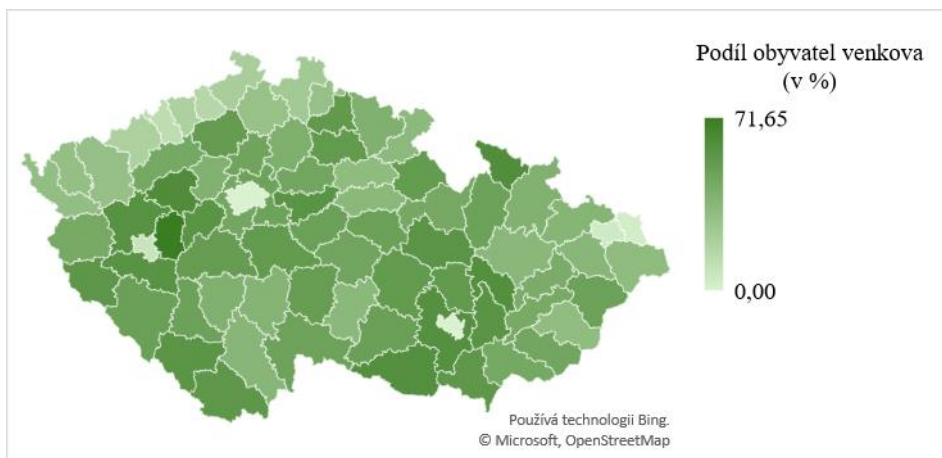 Podíl obyvatel venkova
(v %)
71,65
0,00
Používá technologii Bing.
© Microsoft, OpenStreetMap